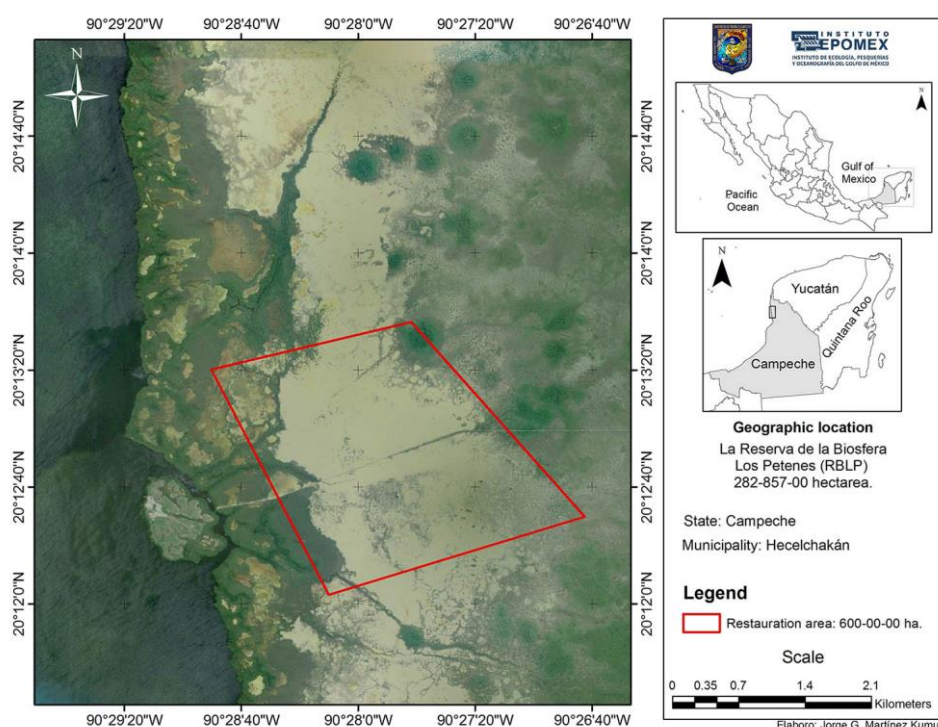 90°29'20"W 90°28'40"W 90°28'0"W 90°27'20"W 90°26'40"W
N
20°14'40"N 20°14'40"N
20°14'0"N 20°14'0"N
20°13'20"N 20°13'20"N
20°12'40"N 20°12'40"N
20°12'0"N 20°12'0"N
90°29'20"W 90°28'40"W 90°28'0"W 90°27'20"W 90°26'40"W
INSTITUTO
EPOMEX
INSTITUTO DE ECOLOGÍA, PESQUERÍAS
Y OCEANOGRAFÍA DEL GOLFO DE MÉXICO
N
Gulf of
Mexico
Pacific
Ocean
N
Yucatán
Quintana Roo
Campeche
Geographic location
La Reserva de la Biosfera
Los Petenes (RBLP)
282-857-00 hectarea.
State: Campeche
Municipality: Hecelchakán
Legend
Restauration area: 600-00-00 ha.
Scale
0 0.35 0.7 1.4 2.1
Kilometers
Elaboro: Jorge G. Martínez Kumul